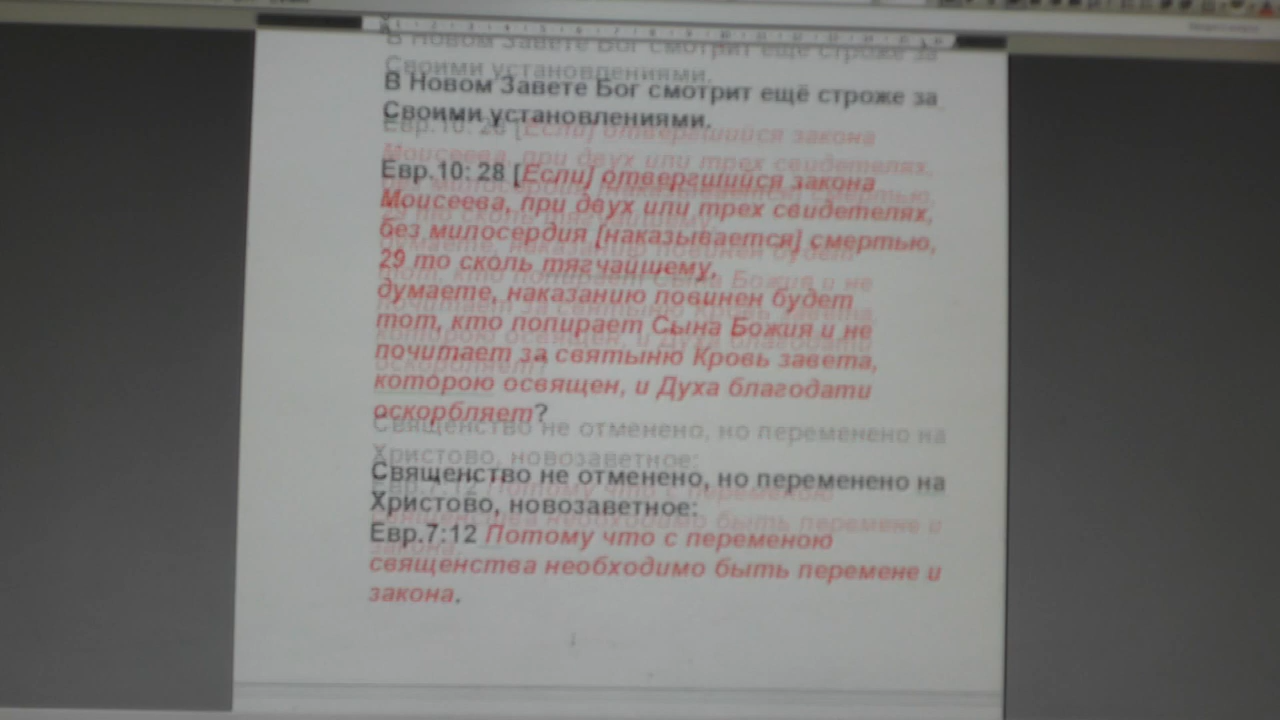 В Новом Завете Бог смотрит ещё строже за
Своими установлениями.
Евр.10: 28 [Если] отвергшийся закона
Моисеева, при двух или трех свидетелях,
без милосердия [наказывается] смертью,
29 то сколь тягчайшему,
думаете, наказанию повинен будет
тот, кто попирает Сына Божия и не
почитает за святыню Кровь завета,
которою освящен, и Духа благодати
оскорбляет?
Священство не отменено, но переменено на
Христово, новозаветное:
Евр.7:12 Потому что с переменою
священства необходимо быть перемене и
закона.